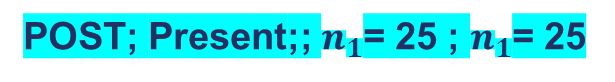 POST; Present;; n₁= 25 ; n₁= 25